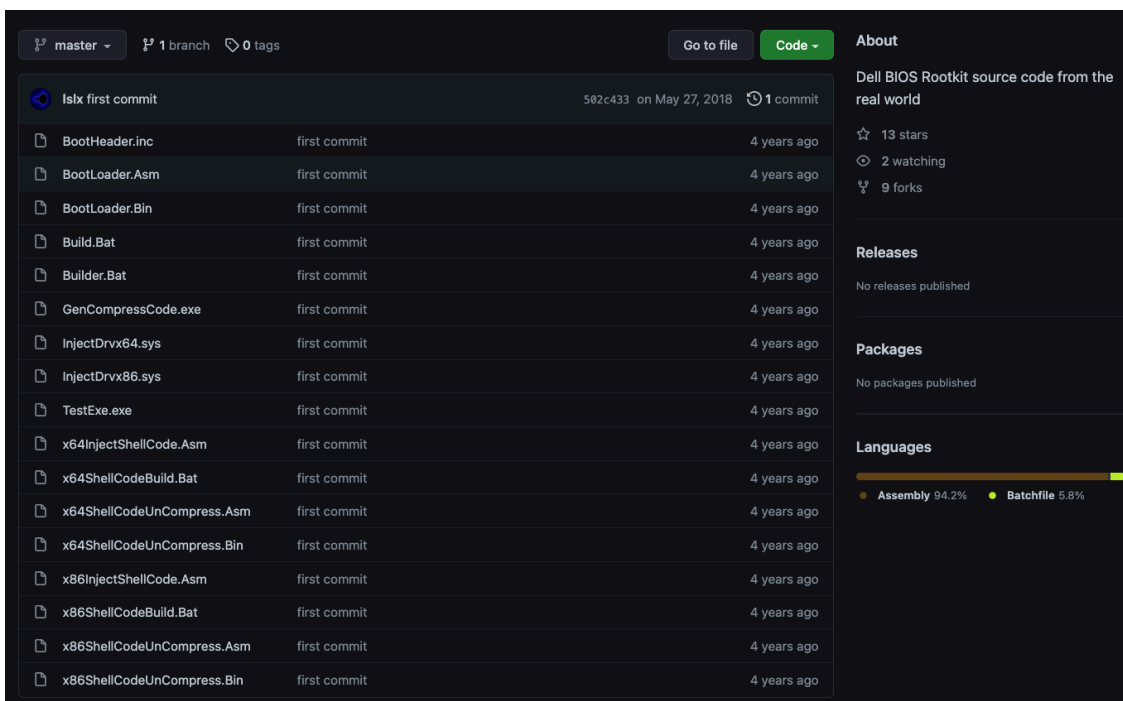 master 1 branch 0 tags Go to file Code
lslx first commit 502c433 on May 27, 2018 1 commit
BootHeader.inc first commit 4 years ago
BootLoader.Asm first commit 4 years ago
BootLoader.Bin first commit 4 years ago
Build.Bat first commit 4 years ago
Builder.Bat first commit 4 years ago
GenCompressCode.exe first commit 4 years ago
InjectDrvx64.sys first commit 4 years ago
InjectDrvx86.sys first commit 4 years ago
TestExe.exe first commit 4 years ago
x64InjectShellCode.Asm first commit 4 years ago
x64ShellCodeBuild.Bat first commit 4 years ago
x64ShellCodeUnCompress.Asm first commit 4 years ago
x64ShellCodeUnCompress.Bin first commit 4 years ago
x86InjectShellCode.Asm first commit 4 years ago
x86ShellCodeBuild.Bat first commit 4 years ago
x86ShellCodeUnCompress.Asm first commit 4 years ago
x86ShellCodeUnCompress.Bin first commit 4 years ago
About
Dell BIOS Rootkit source code from the
real world
13 stars
2 watching
9 forks
Releases
No releases published
Packages
No packages published
Languages
Assembly 94.2% Batchfile 5.8%